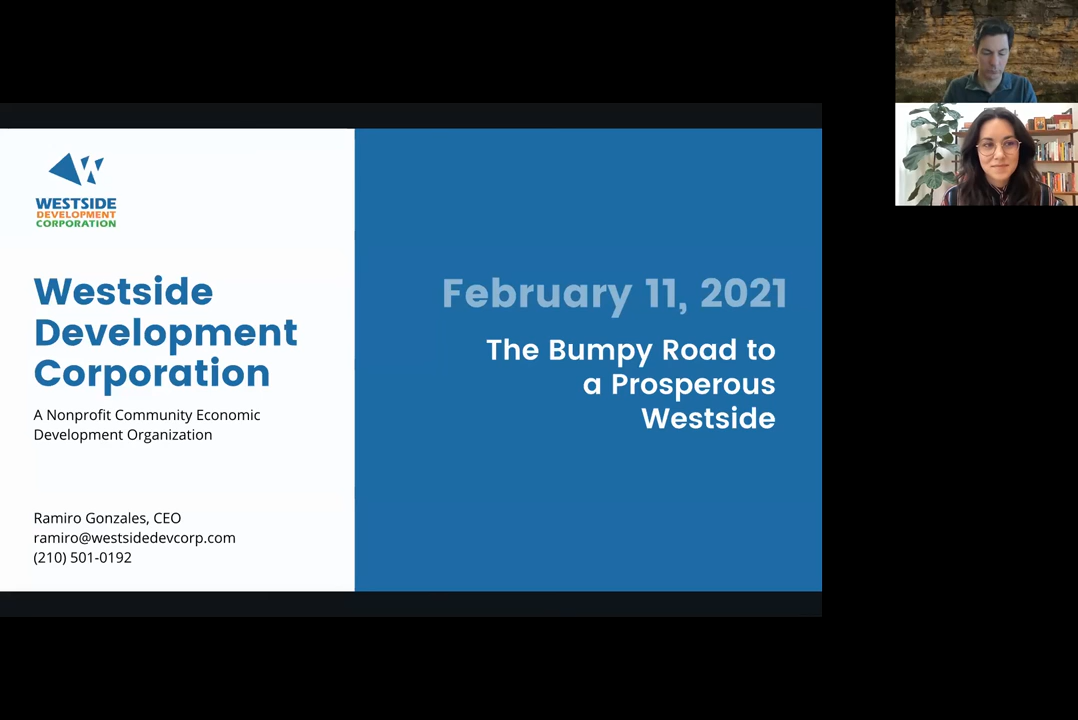 WESTSIDE
DEVELOPMENT
CORPORATION
Westside
Development
Corporation
A Nonprofit Community Economic
Development Organization
Ramiro Gonzales, CEO
ramiro@westsidedevcorp.com
(210) 501-0192
February 11, 2021
The Bumpy Road to
a Prosperous
Westside